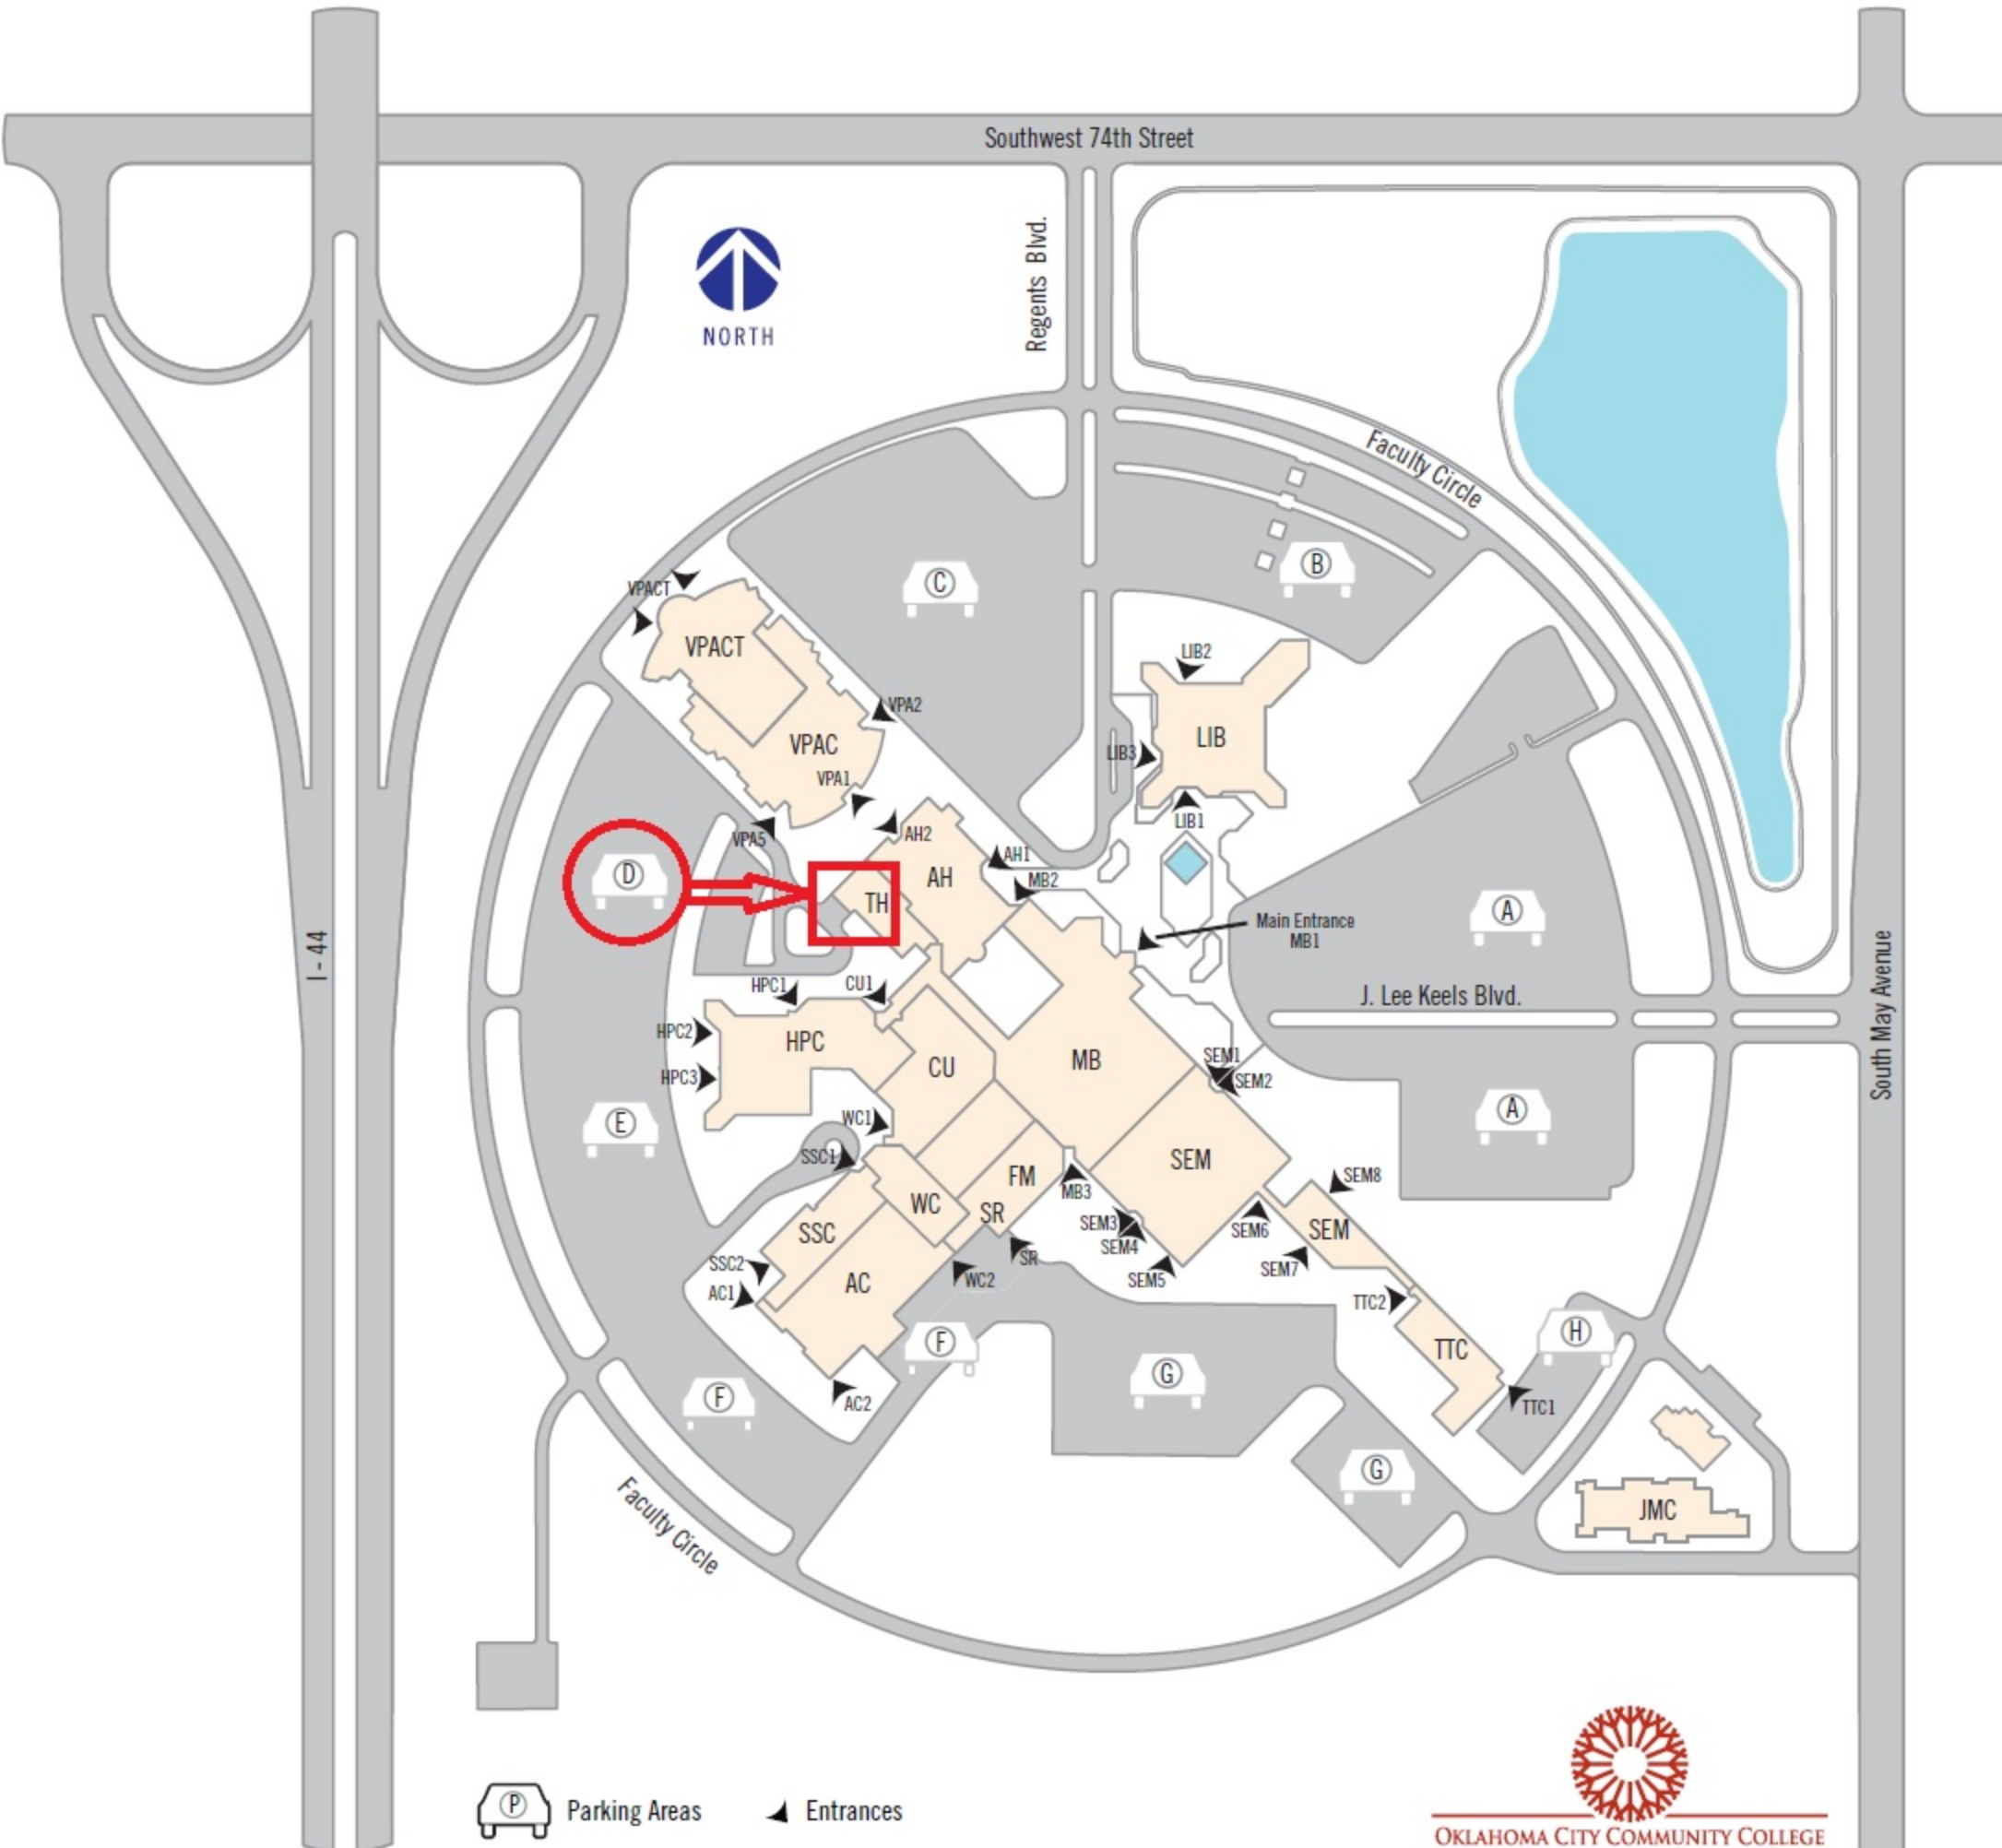 Southwest 74th Street
Regents Blvd.
NORTH
Faculty Circle
B
C
VPACT
VPACT
LIB2
VPA2
LIB
VPAC
LIB3
VPA1
LIB1
AH2
VPA5
AH1
D
AH
MB2
TH
A
Main Entrance
MB1
I - 44
HPC1
CU1
J. Lee Keels Blvd.
South May Avenue
HPC2
HPC
SEM1
MB
CU
HPC3
SEM2
A
WC1
E
SSC1
SEM
FM
SEM8
MB3
WC
SR
SEM3
SEM4
SEM6
SEM
SSC
SR
SSC2
SEM7
WC2
SEM5
AC
AC1
TTC2
H
F
TTC
G
F
AC2
TTC1
G
JMC
Faculty Circle
P
Parking Areas
Entrances
OKLAHOMA CITY COMMUNITY COLLEGE